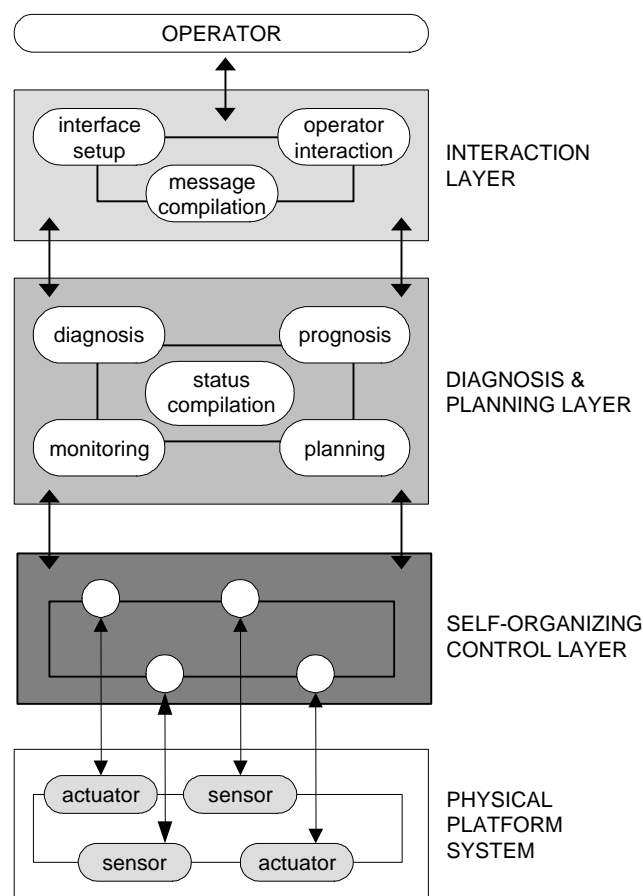 OPERATOR
interface
setup
operator
interaction
message
compilation
INTERACTION
LAYER
diagnosis
prognosis
status
compilation
monitoring
planning
DIAGNOSIS &
PLANNING LAYER
SELF-ORGANIZING
CONTROL LAYER
actuator
sensor
sensor
actuator
PHYSICAL
PLATFORM
SYSTEM